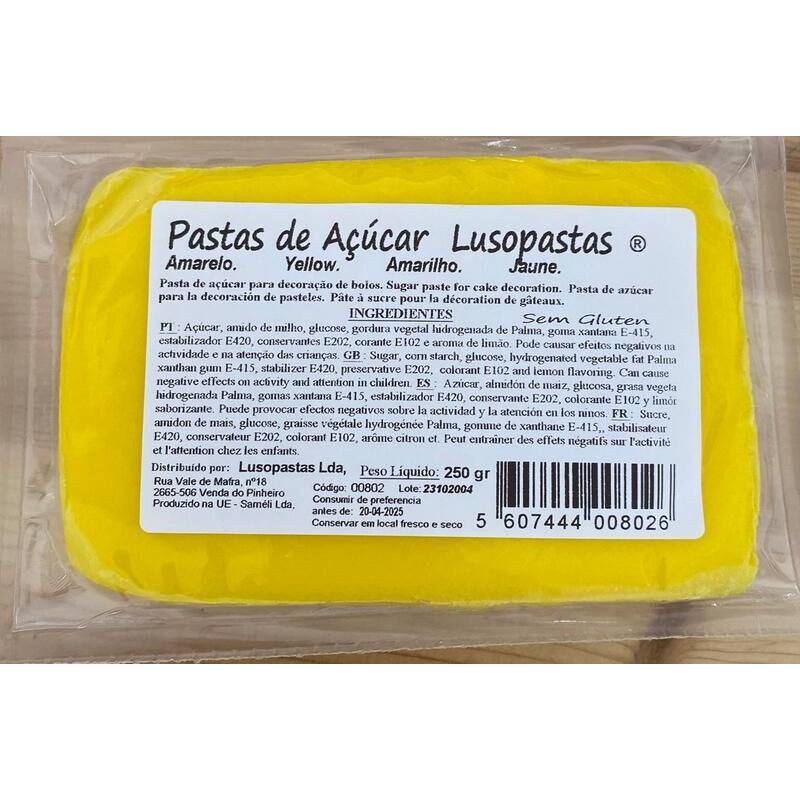 Pastas de Açúcar Lusopastas ®
Amarelo. Yellow. Amarilho. Jaune.
Pasta de açúcar para decoração de bolos. Sugar paste for cake decoration. Pasta de azúcar
para la decoración de pasteles. Pâte à sucre pour la décoration de gâteaux.
INGREDIENTES Sem Gluten
PT : Açúcar, amido de milho, glucose, gordura vegetal hidrogenada de Palma, goma xantana E-415,
estabilizador E420, conservantes E202, corante E102 e aroma de limão. Pode causar efeitos negativos na
actividade e na atenção das crianças. GB : Sugar, corn starch, glucose, hydrogenated vegetable fat Palma
xanthan gum E-415, stabilizer E420, preservative E202, colorant E102 and lemon flavoring. Can cause
negative effects on activity and attention in children. ES : Azúcar, almidón de maiz, glucosa, grasa vegeta
hidrogenada Palma, gomas xantana E-415, estabilizador E420, conservante E202, colorante E102 y limór
saborizante. Puede provocar efectos negativos sobre la actividad y la atención en los ninos. FR : Sucre,
amidon de mais, glucose, graisse végétale hydrogénée Palma, gomme de xanthane E-415,, stabilisateur
E420, conservateur E202, colorant E102, arôme citron et. Peut entraîner des effets négatifs sur l'activité
et l'attention chez les enfants.
Distribuído por: Lusopastas Lda, Peso Líquido: 250 gr
Rua Vale de Mafra, nº18
2665-506 Venda do Pinheiro
Produzido na UE - Saméli Lda,
Código: 00802 Lote: 23102004
Consumir de preferencia
antes de: 20-04-2025
Conservar em local fresco e seco
5 607444 008026